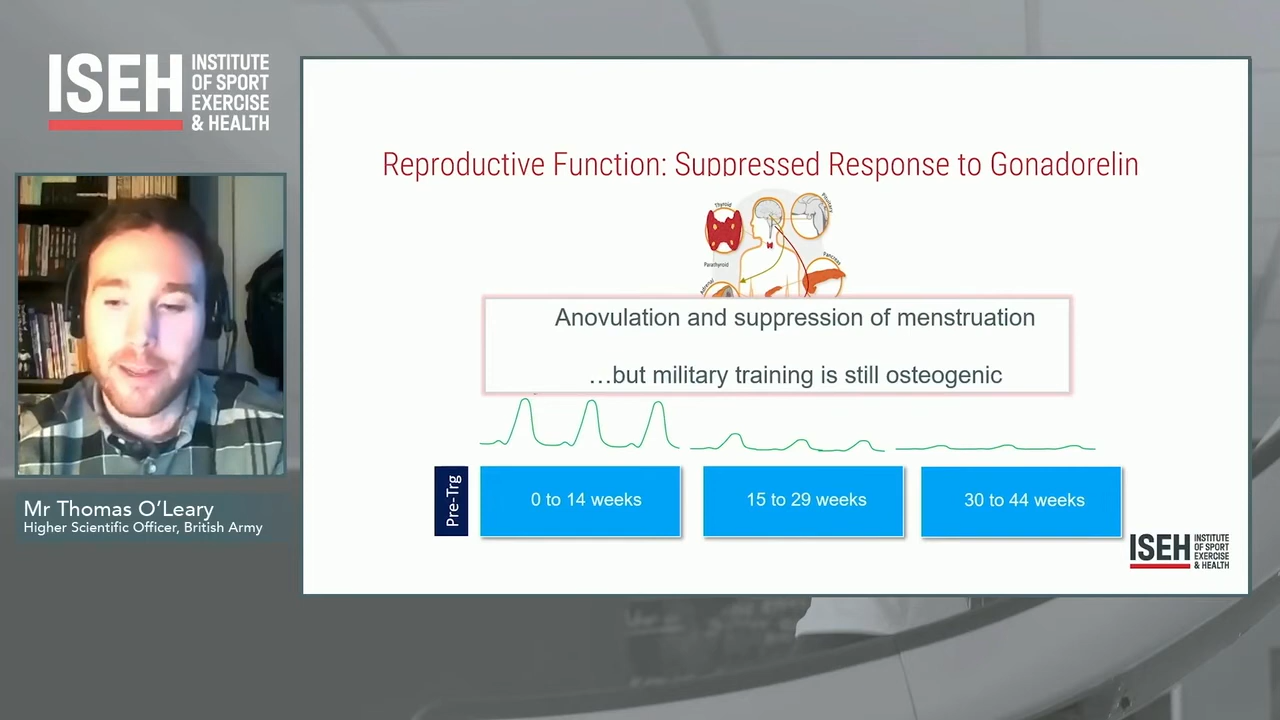 ISEH INSTITUTE
OF SPORT
EXERCISE
& HEALTH
Reproductive Function: Suppressed Response to Gonadorelin
Thyroid
Pituitary
Parathyroid
Pancreas
Adrenal
Anovulation and suppression of menstruation
…but military training is still osteogenic
Pre-Trg
0 to 14 weeks
15 to 29 weeks
30 to 44 weeks
Mr Thomas O’Leary
Higher Scientific Officer, British Army
ISEH INSTITUTE
OF SPORT
EXERCISE
& HEALTH